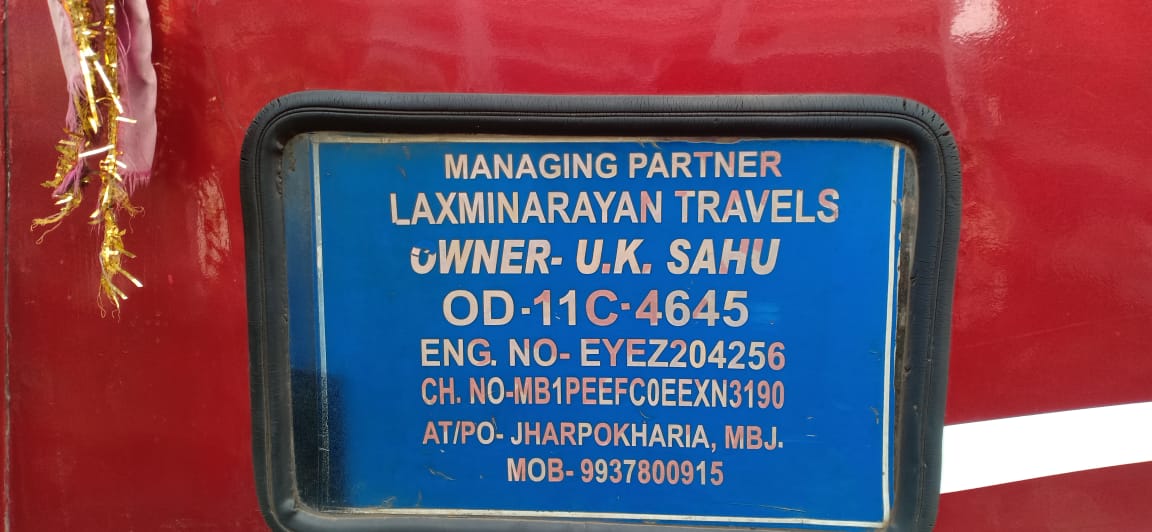 MANAGING PARTNER
LAXMINARAYAN TRAVELS
OWNER- U.K. SAHU
OD-11C-4645
ENG. NO- EYEZ204256
CH. NO-MB1PEEFC0EEXN3190
AT/PO- JHARPOKHARIA, MBJ.
MOB- 9937800915